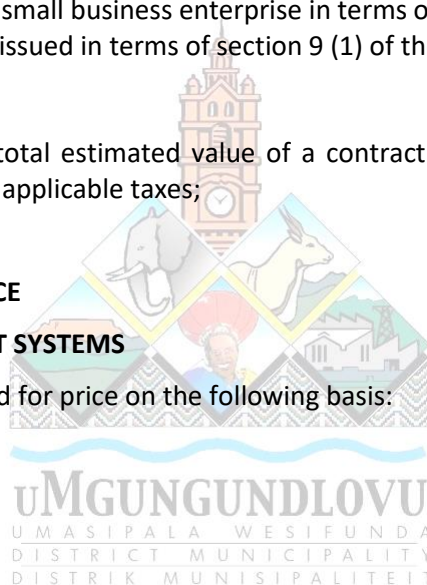 small business enterprise in terms o
issued in terms of section 9 (1) of th
total estimated value of a contract
applicable taxes;
CE
T SYSTEMS
d for price on the following basis:
uMGUNGUNDLOVU
UMASIPALA WESIFUNDA
DISTRICT MUNICIPALITY
DISTRIK MUNISIPALITEIT